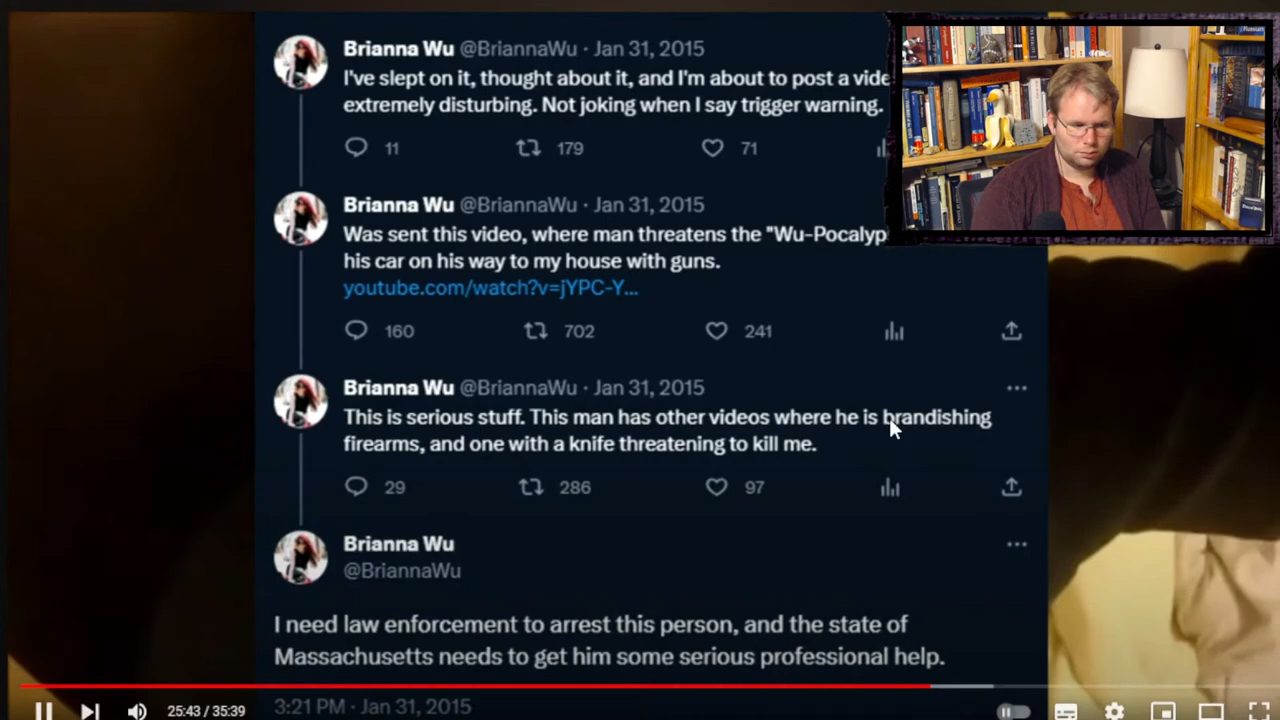 Brianna Wu @BriannaWu · Jan 31, 2015
I've slept on it, thought about it, and I'm about to post a vide
extremely disturbing. Not joking when I say trigger warning.
11 179 71
Brianna Wu @BriannaWu · Jan 31, 2015
Was sent this video, where man threatens the "Wu-Pocalyp
his car on his way to my house with guns.
youtube.com/watch?v=jYPC-Y...
160 702 241
Brianna Wu @BriannaWu · Jan 31, 2015
This is serious stuff. This man has other videos where he is brandishing
firearms, and one with a knife threatening to kill me.
29 286 97
Brianna Wu
@BriannaWu
I need law enforcement to arrest this person, and the state of
Massachusetts needs to get him some serious professional help.
3:21 PM · Jan 31, 2015
25:43 / 35:39